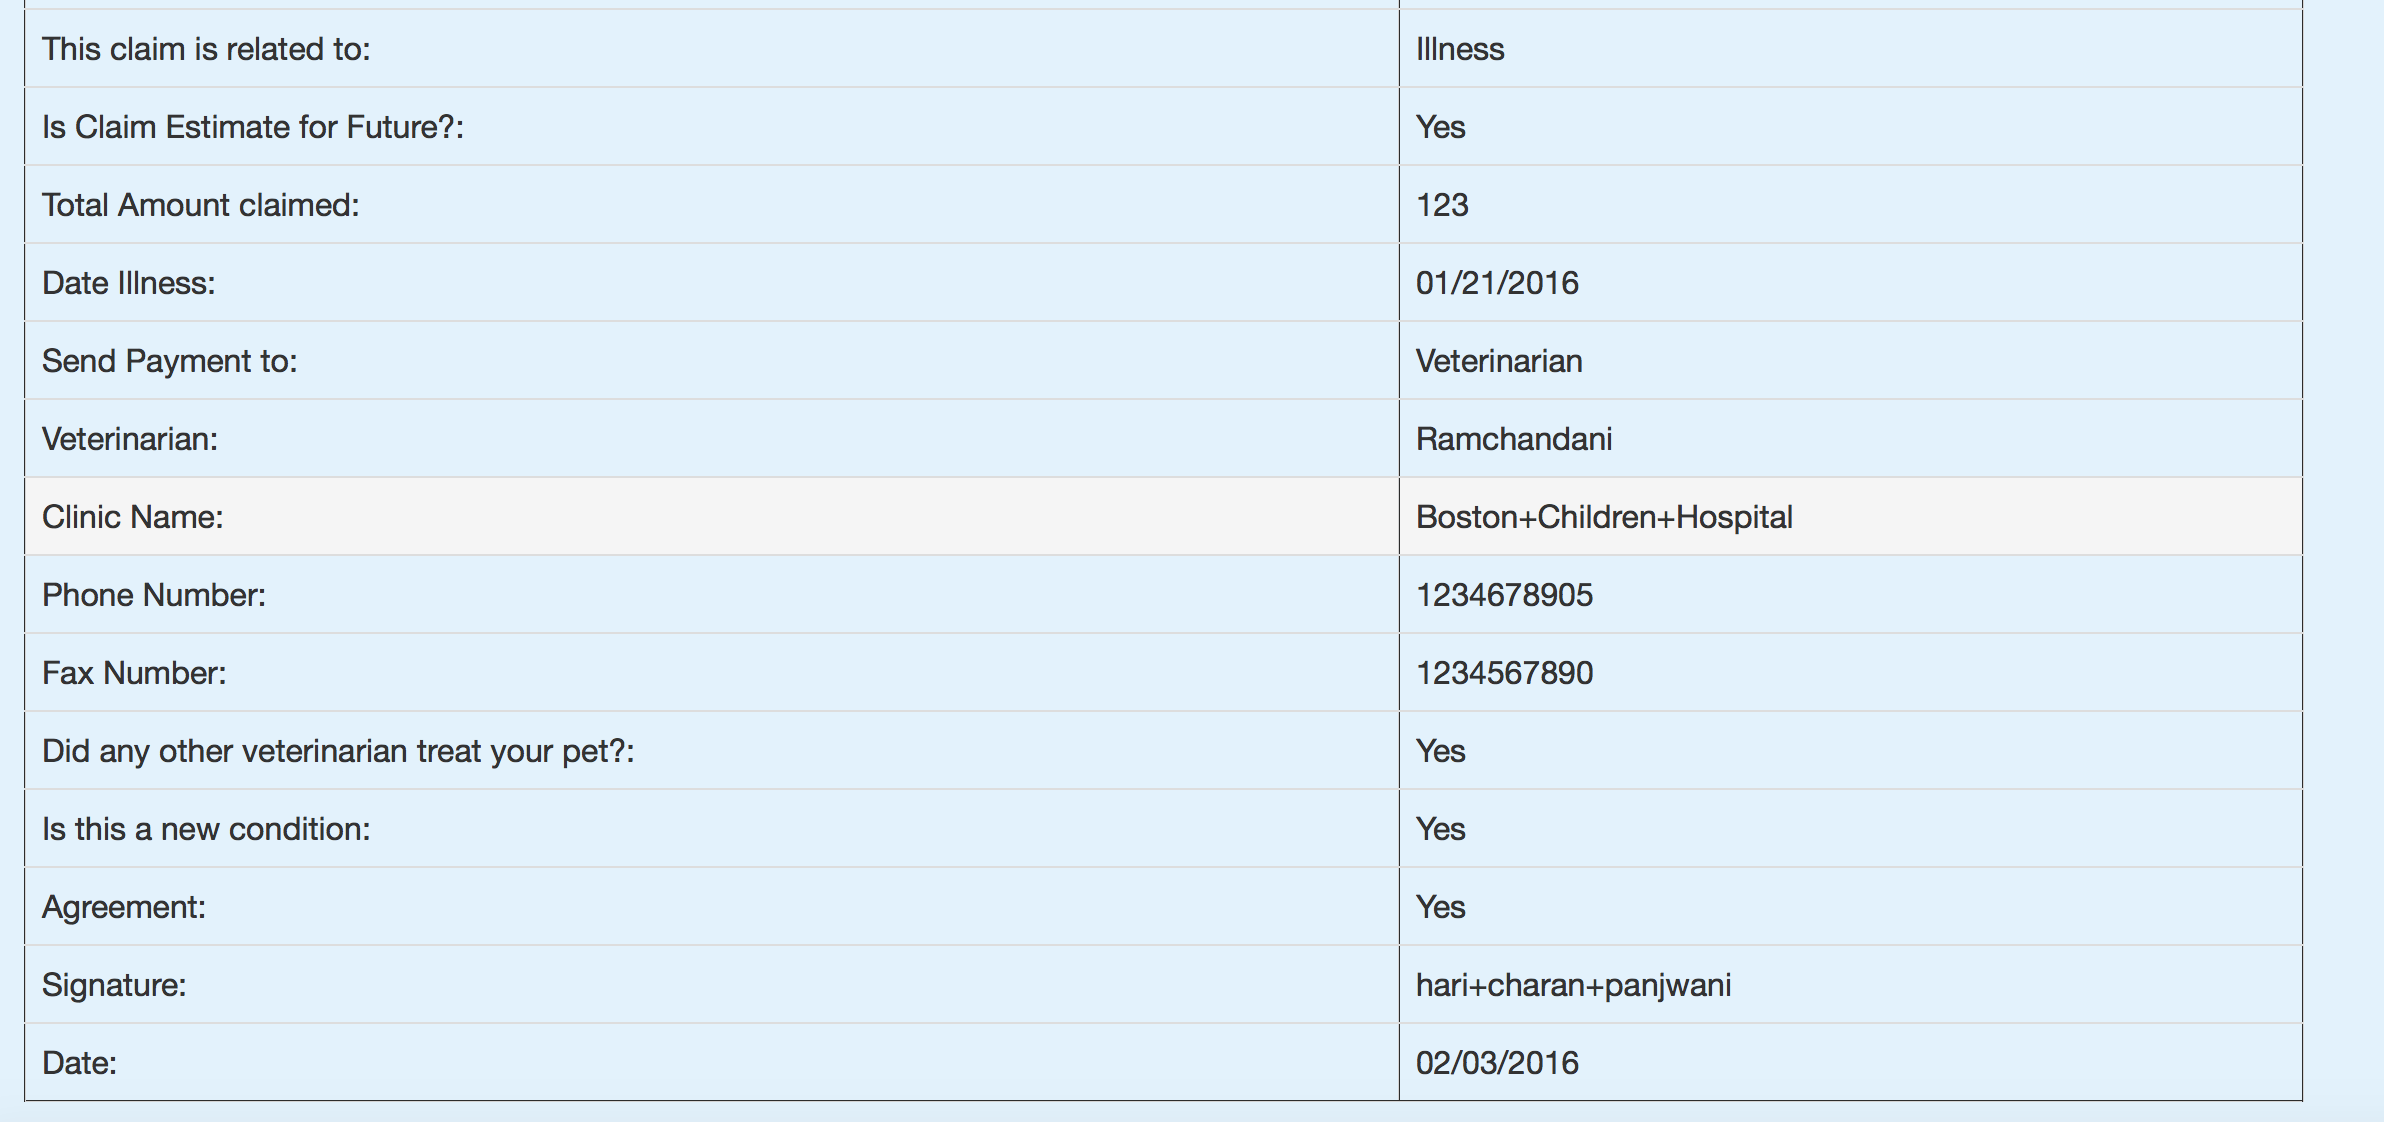 This claim is related to: Illness
Is Claim Estimate for Future?: Yes
Total Amount claimed: 123
Date Illness: 01/21/2016
Send Payment to: Veterinarian
Veterinarian: Ramchandani
Clinic Name: Boston+Children+Hospital
Phone Number: 1234678905
Fax Number: 1234567890
Did any other veterinarian treat your pet?: Yes
Is this a new condition: Yes
Agreement: Yes
Signature: hari+charan+panjwani
Date: 02/03/2016